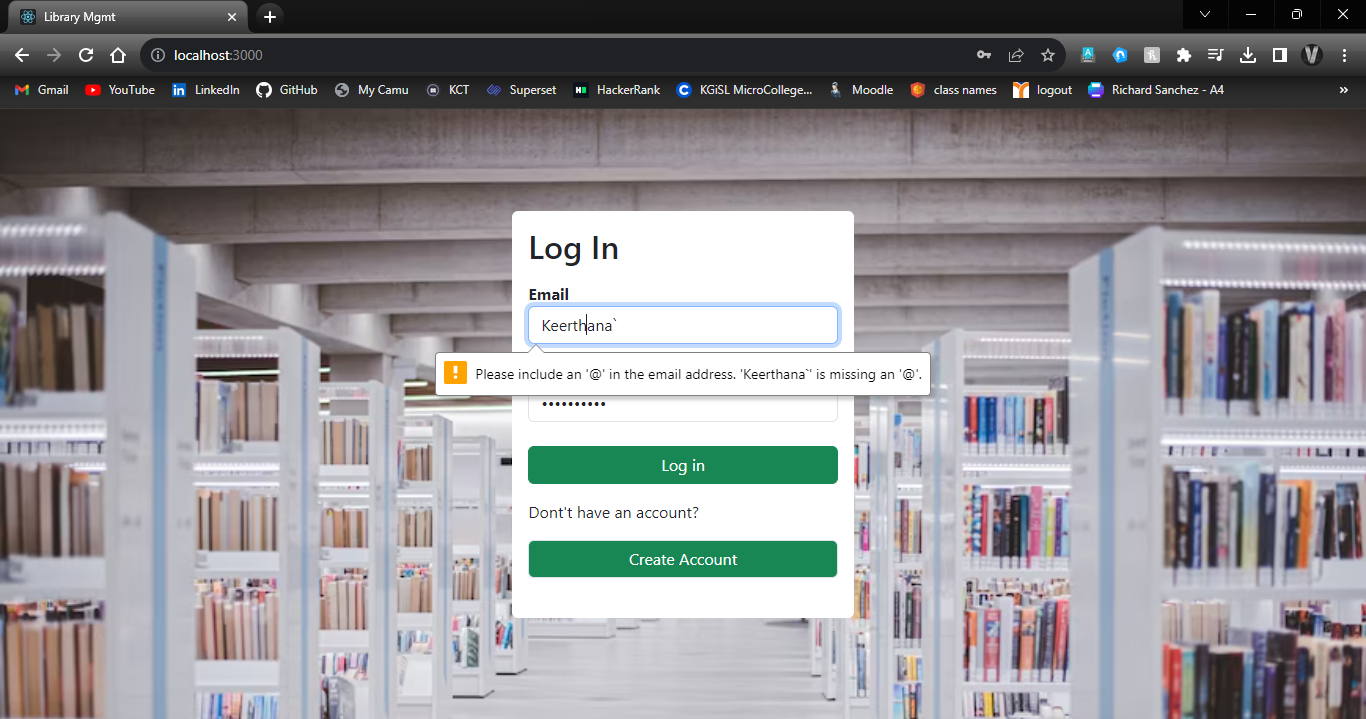 Library Mgmt
localhost:3000
Gmail YouTube LinkedIn GitHub My Camu KCT Superset HackerRank KGiSL MicroCollege... Moodle class names logout Richard Sanchez - A4
Log In
Email
Keerthana`
Please include an '@' in the email address. 'Keerthana`' is missing an '@'.
••••••••••
Log in
Dont't have an account?
Create Account